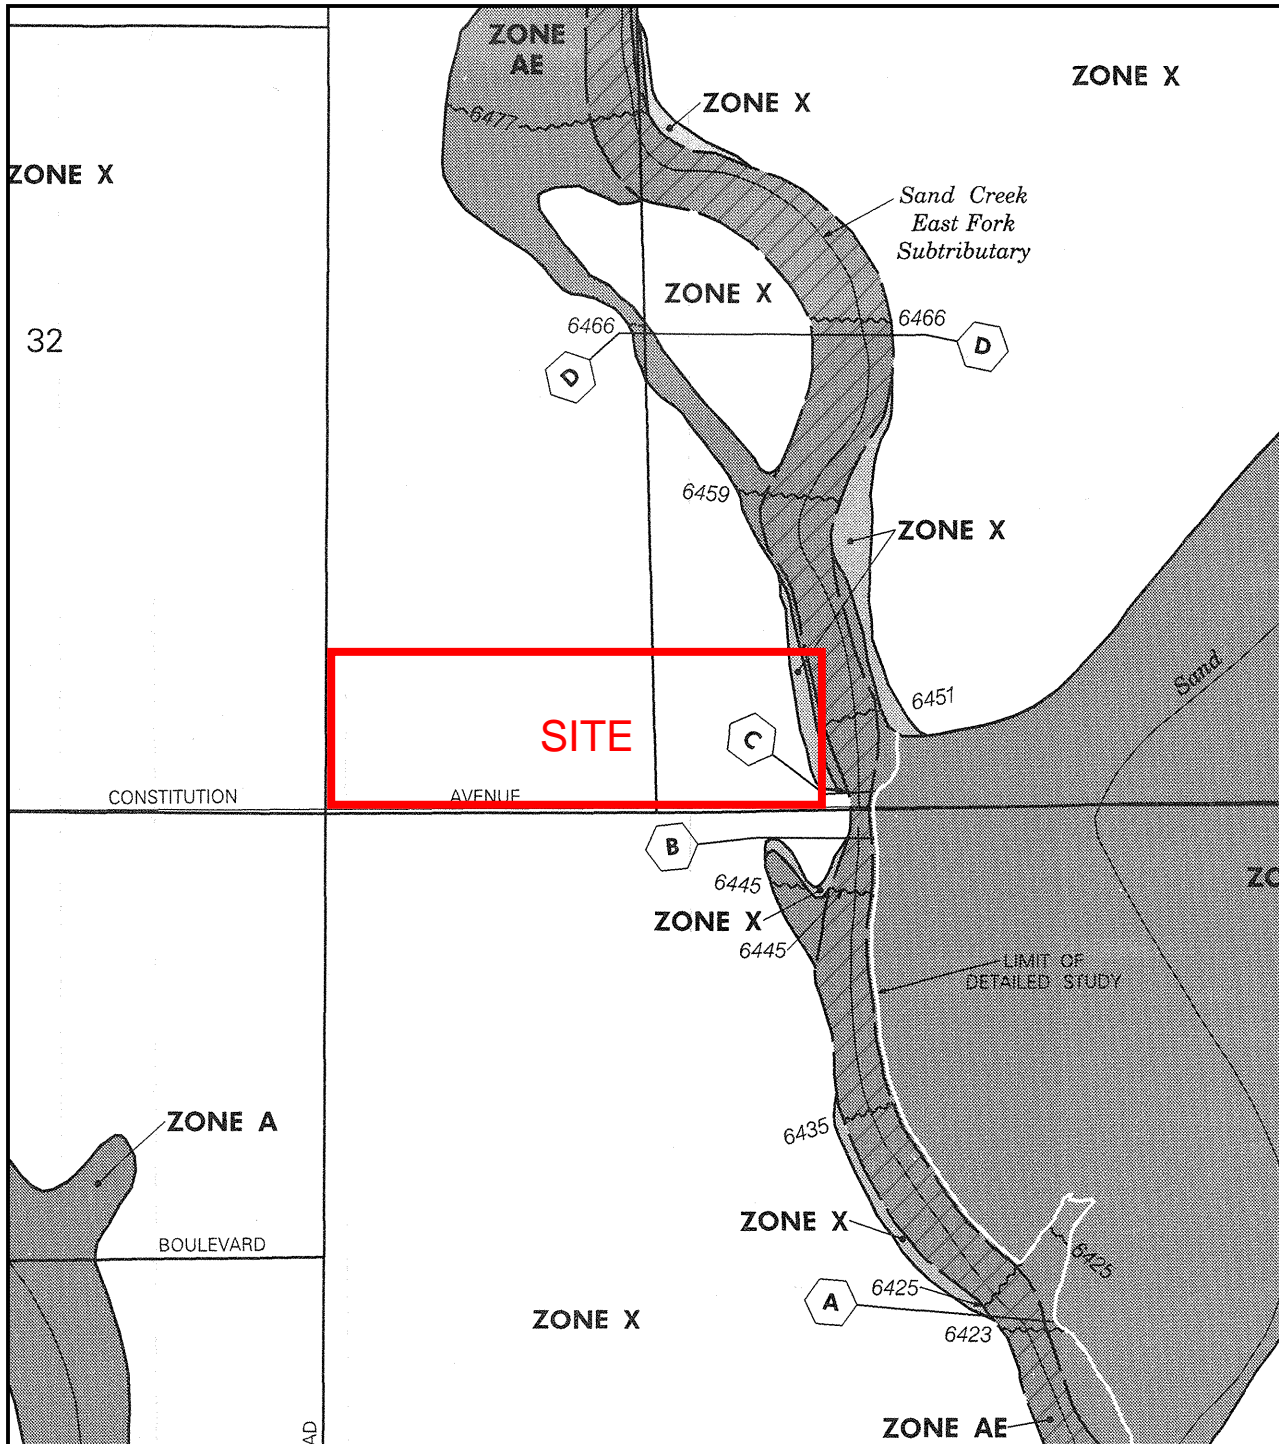 ZONE
AE
ZONE X
ZONE X
6477
ZONE X
Sand Creek
East Fork
Subtributary
ZONE X
6466
6466
32
D
D
6459
ZONE X
Sand
6451
SITE
C
CONSTITUTION
AVENUE
B
6445
ZO
ZONE X
6445
LIMIT OF
DETAILED STUDY
ZONE A
6435
ZONE X
BOULEVARD
6425
6425
A
ZONE X
6423
AD
ZONE AE